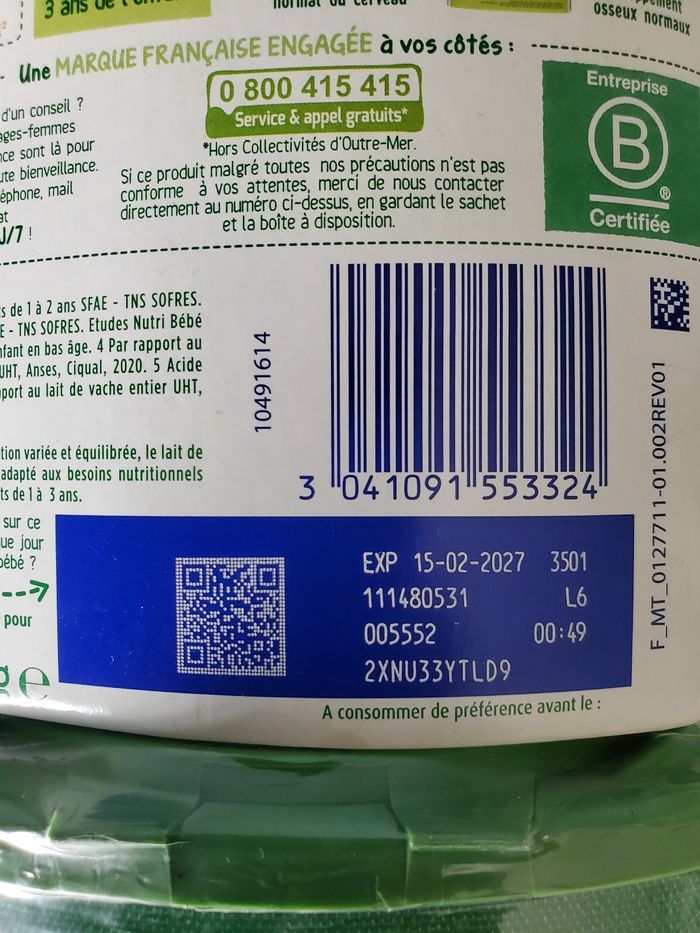 3 ans de
normal du cerveau
osseux normaux
Une MARQUE FRANÇAISE ENGAGÉE à vos côtés :
d'un conseil ?
ages-femmes
nce sont là pour
ute bienveillance.
éphone, mail
at
J/7 !
0 800 415 415
Service & appel gratuits*
*Hors Collectivités d'Outre-Mer.
Si ce produit malgré toutes nos précautions n'est pas
conforme à vos attentes, merci de nous contacter
directement au numéro ci-dessus, en gardant le sachet
et la boîte à disposition.
Entreprise
B
®
Certifiée
ts de 1 à 2 ans SFAE - TNS SOFRES.
E - TNS SOFRES. Etudes Nutri Bébé
nfant en bas âge. 4 Par rapport au
UHT, Anses, Ciqual, 2020. 5 Acide
pport au lait de vache entier UHT,
tion variée et équilibrée, le lait de
adapté aux besoins nutritionnels
ts de 1 à 3 ans.
sur ce
ue jour
bébé ?
pour
ge
10491614
3 041091 553324
F_MT_0127711-01.002REV01
EXP 15-02-2027 3501
111480531 L6
005552 00:49
2XNU33YTLD9
A consommer de préférence avant le :